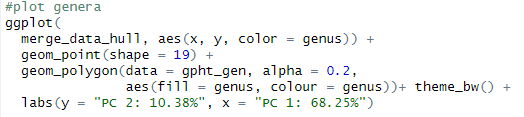 #plot genera
ggplot(
merge_data_hull, aes(x, y, color = genus)) +
geom_point(shape = 19) +
geom_polygon(data = gpht_gen, alpha = 0.2,
aes(fill = genus, colour = genus))+ theme_bw() +
labs(y = "PC 2: 10.38%", x = "PC 1: 68.25%")